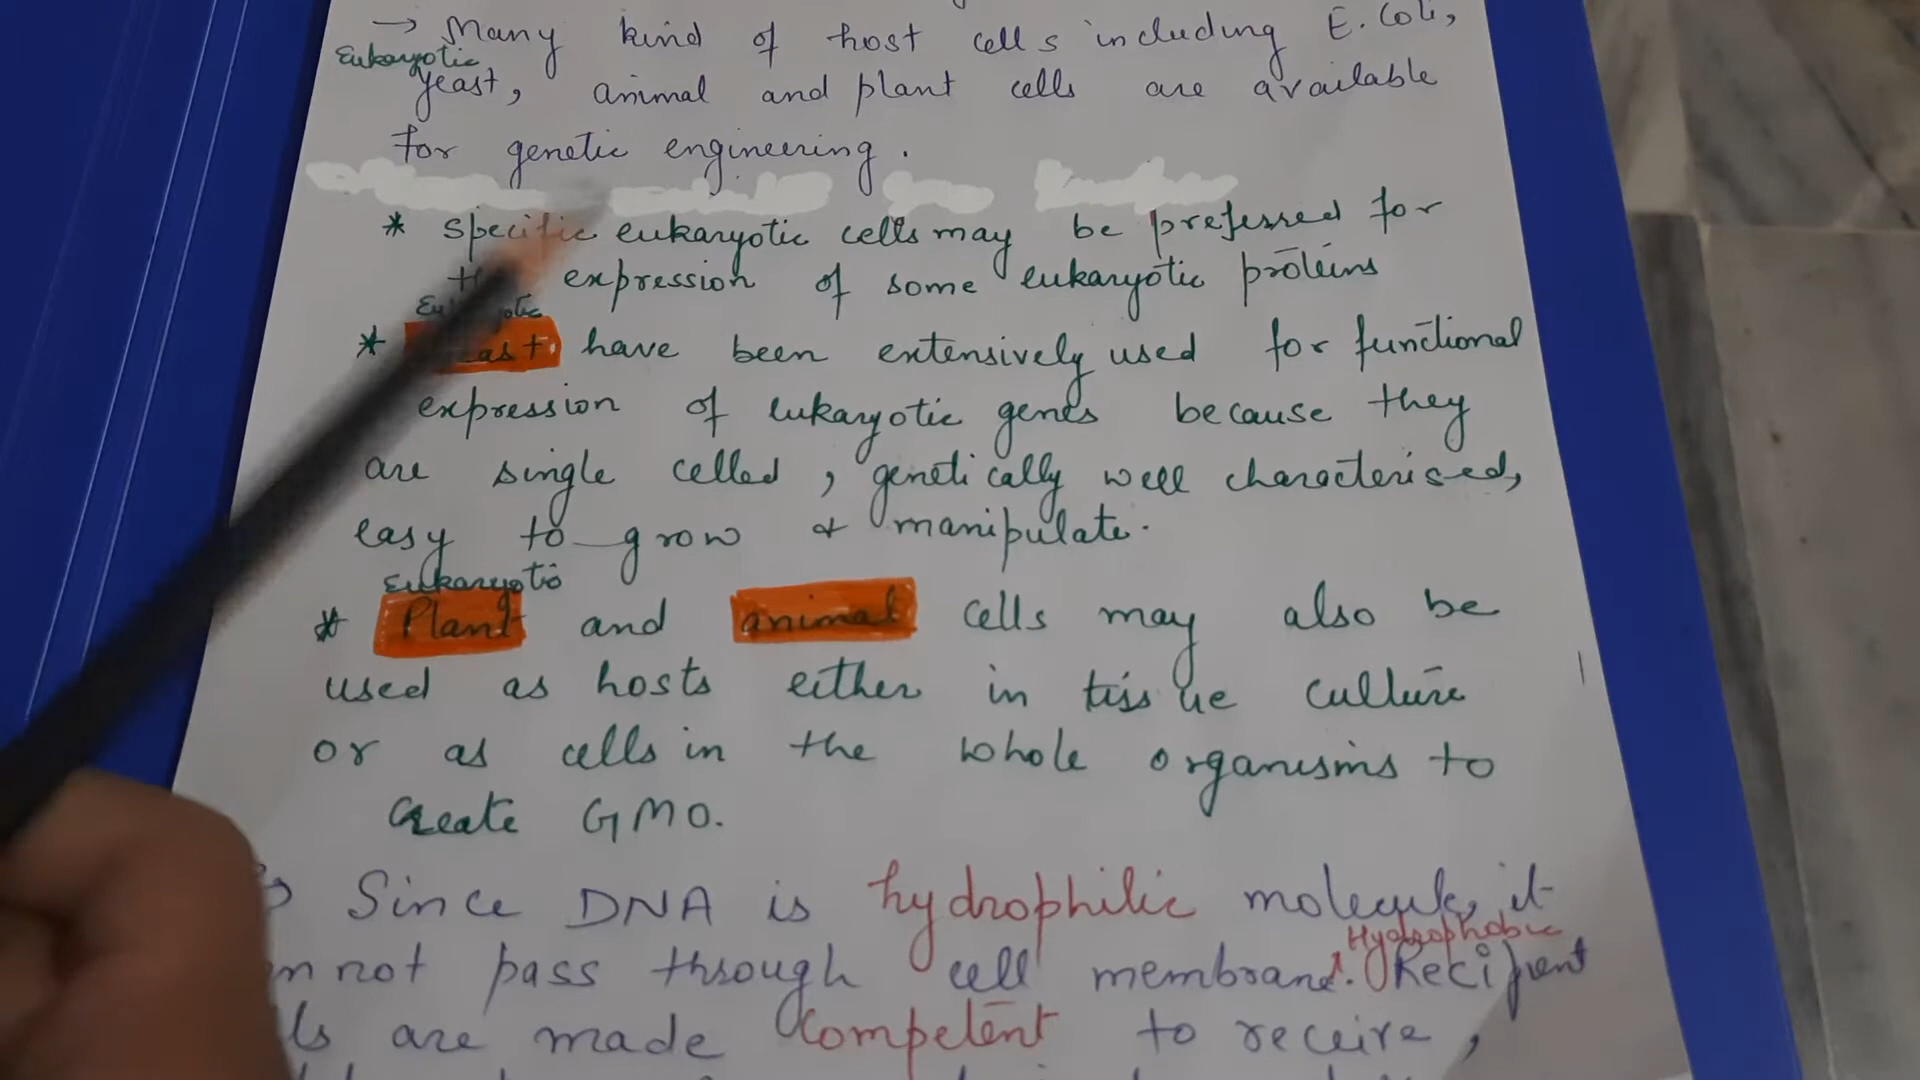 → Many kind of host cells including E. Coli,
Eukaryotic
Yeast, animal and plant cells are available
for genetic engineering.
* specific eukaryotic cells may be preferred for
expression of some eukaryotic proteins
* have been extensively used for functional
expression of eukaryotic genes because they
are single celled, genetically well characterised,
easy to grow & manipulate.
Eukaryotic
* Plant and animal cells may also be
used as hosts either in tissue culture
or as cells in the whole organisms to
Create GMO.
Since DNA is hydrophilic molecule, it
Hydrophobic
not pass through cell membrane. Recipient
are made competent to receive,